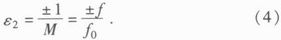 ε₂ = ±1/M = ±f/f₀ . (4)